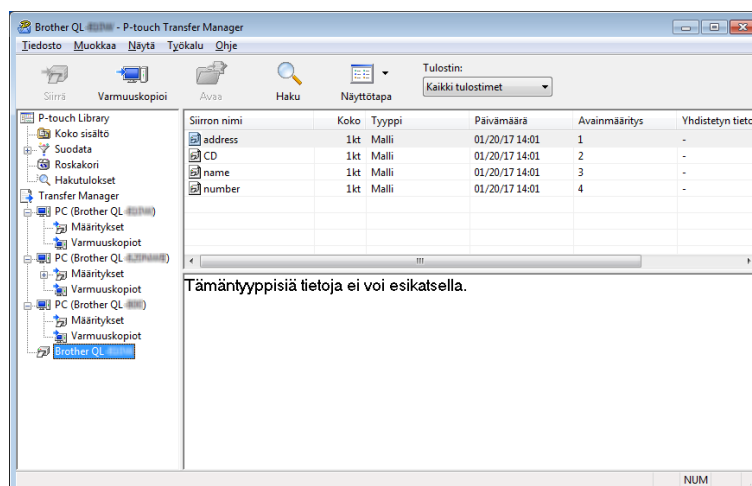 Brother QL - P-touch Transfer Manager
Tiedosto Muokkaa Näytä Työkalu Ohje
Siirrä Varmuuskopioi Avaa Haku Näyttötapa
Tulostin:
Kaikki tulostimet
P-touch Library
Koko sisältö
Suodata
Roskakori
Hakutulokset
Transfer Manager
PC (Brother QL )
Määritykset
Varmuuskopiot
PC (Brother QL )
Määritykset
Varmuuskopiot
PC (Brother QL )
Määritykset
Varmuuskopiot
Brother QL
Siirron nimi Koko Tyyppi Päivämäärä Avainmääritys Yhdistetyn tieto
address 1kt Malli 01/20/17 14:01 1 -
CD 1kt Malli 01/20/17 14:01 2 -
name 1kt Malli 01/20/17 14:01 3 -
number 1kt Malli 01/20/17 14:01 4 -
Tämäntyyppisiä tietoja ei voi esikatsella.
NUM